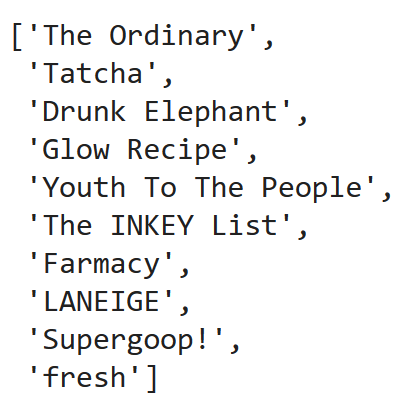 ['The Ordinary',
 'Tatcha',
 'Drunk Elephant',
 'Glow Recipe',
 'Youth To The People',
 'The INKEY List',
 'Farmacy',
 'LANEIGE',
 'Supergoop!',
 'fresh']